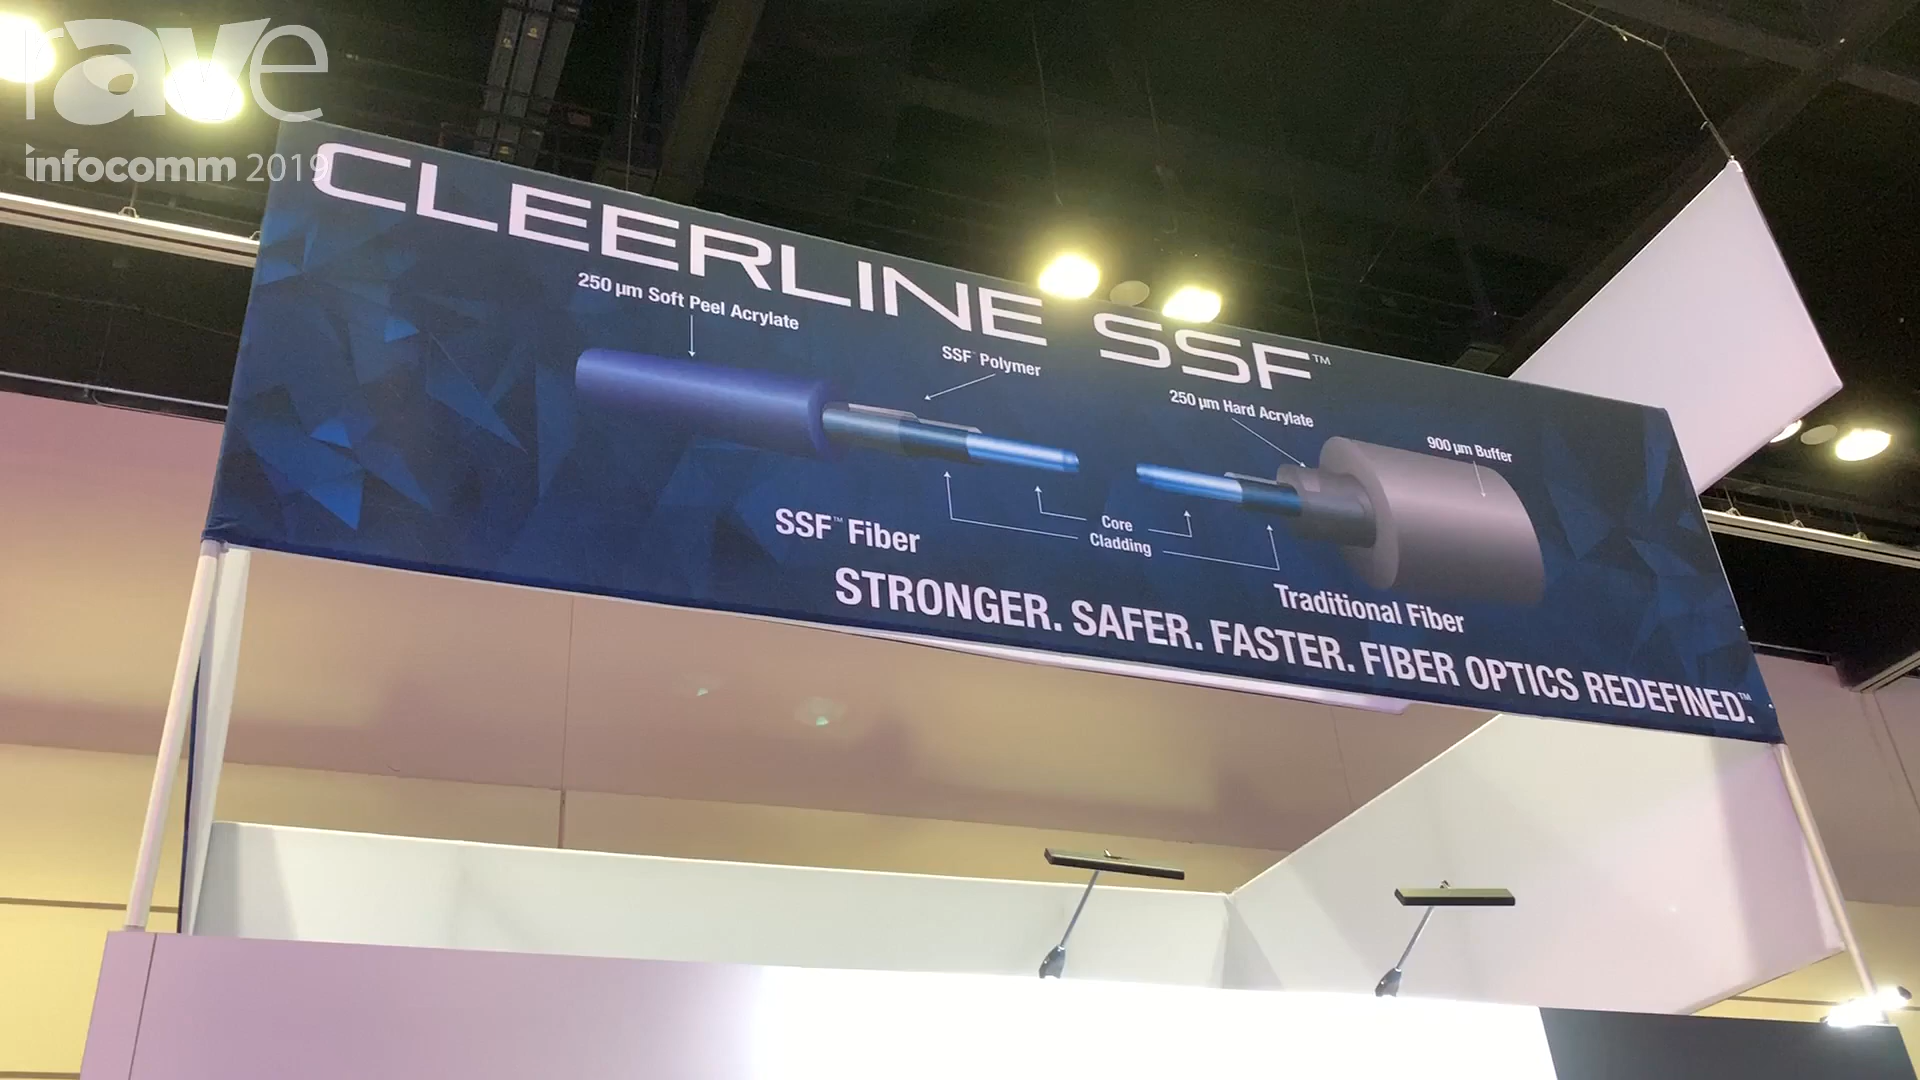 rave
infocomm 2019
CLEERLINE SSF™
250 µm Soft Peel Acrylate
SSF™ Polymer
250 µm Hard Acrylate
900 µm Buffer
Core
Cladding
SSF™ Fiber
Traditional Fiber
STRONGER. SAFER. FASTER. FIBER OPTICS REDEFINED.™